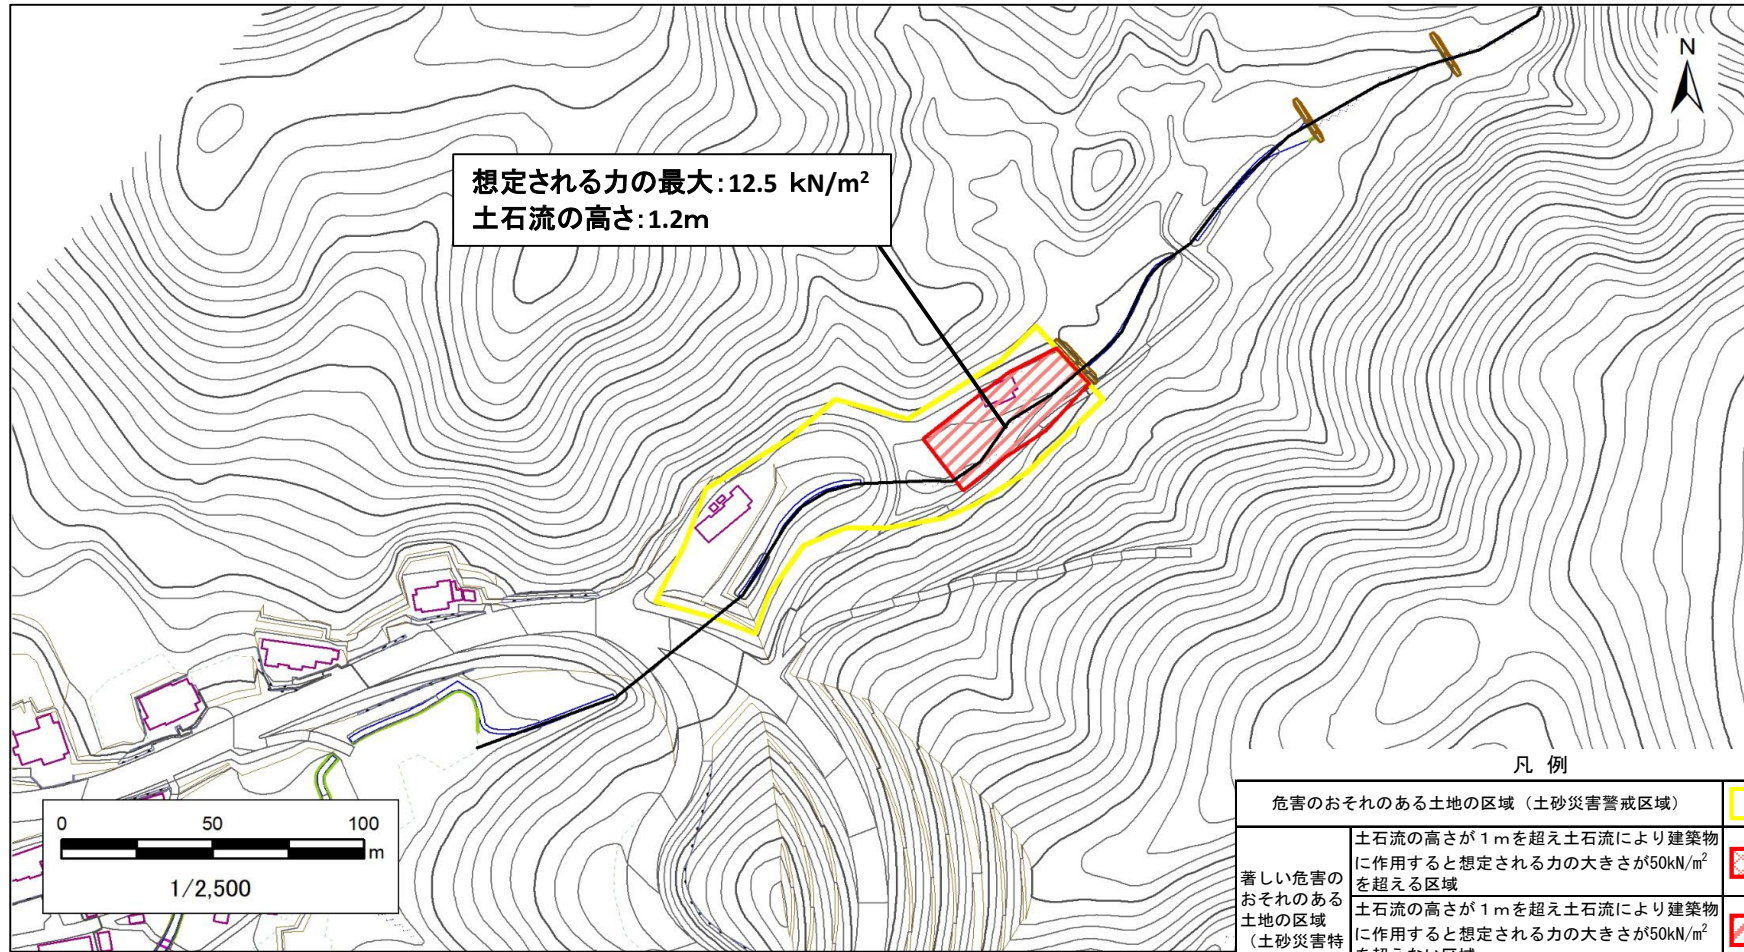 N
想定される力の最大:12.5 kN/m²
土石流の高さ:1.2m
0 50 100
m
1/2,500
凡 例
危害のおそれのある土地の区域（土砂災害警戒区域）
著しい危害の
おそれのある
土地の区域
（土砂災害特
土石流の高さが１ｍを超え土石流により建築物
に作用すると想定される力の大きさが50kN/㎡
を超える区域
土石流の高さが１ｍを超え土石流により建築物
に作用すると想定される力の大きさが50kN/㎡
を超えない区域